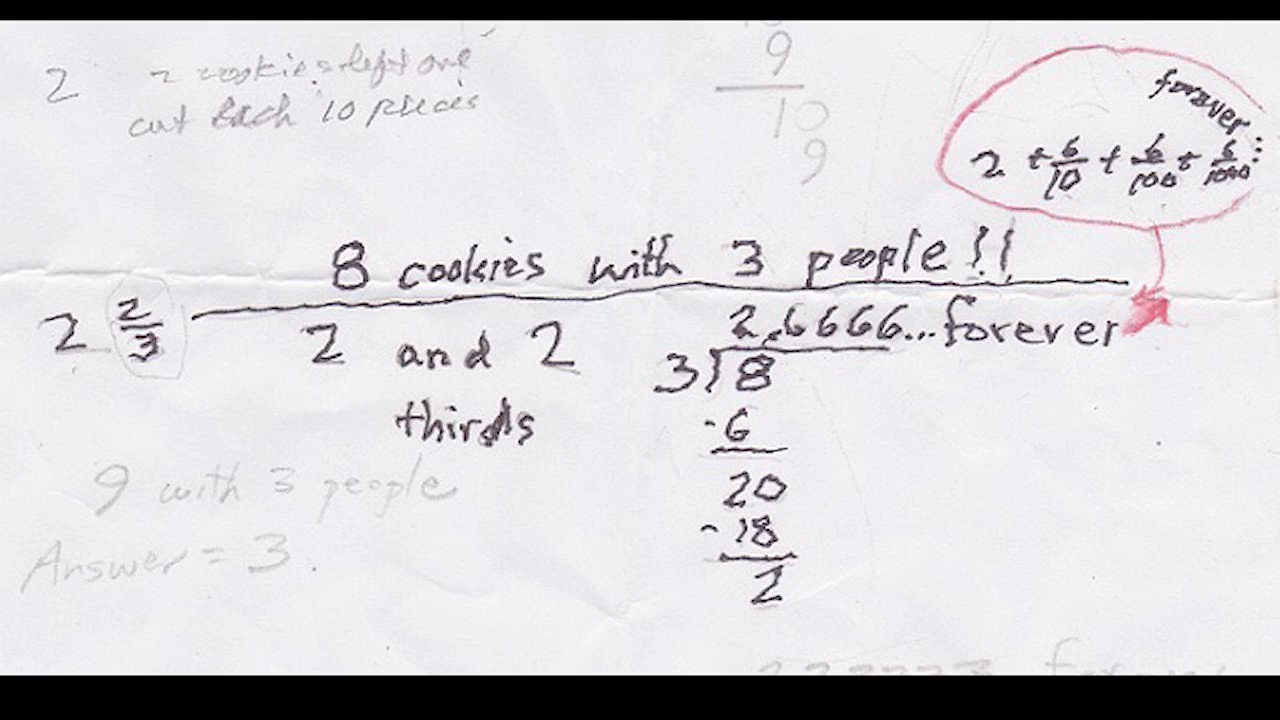 2 2 cookies left one
cut Each 10 pieces
9
10
9
forever...
2 + 6/10 + 6/100 + 6/1000
8 cookies with 3 people!!
2 2/3
2 and 2
thirds
2.6666...forever
3)8
-6
20
-18
2
9 with 3 people
Answer = 3.
forever